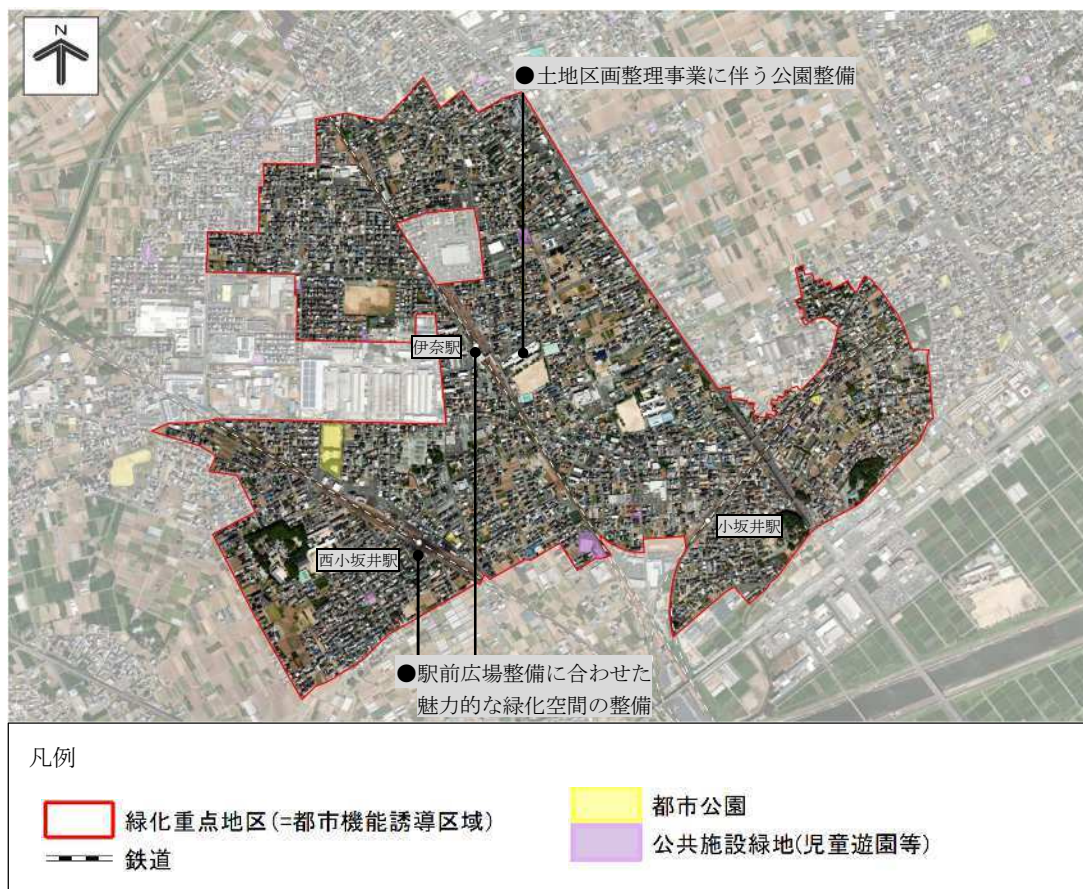 N
●土地区画整理事業に伴う公園整備
伊奈駅
小坂井駅
西小坂井駅
●駅前広場整備に合わせた
魅力的な緑化空間の整備
凡例
緑化重点地区(=都市機能誘導区域)
鉄道
都市公園
公共施設緑地(児童遊園等)